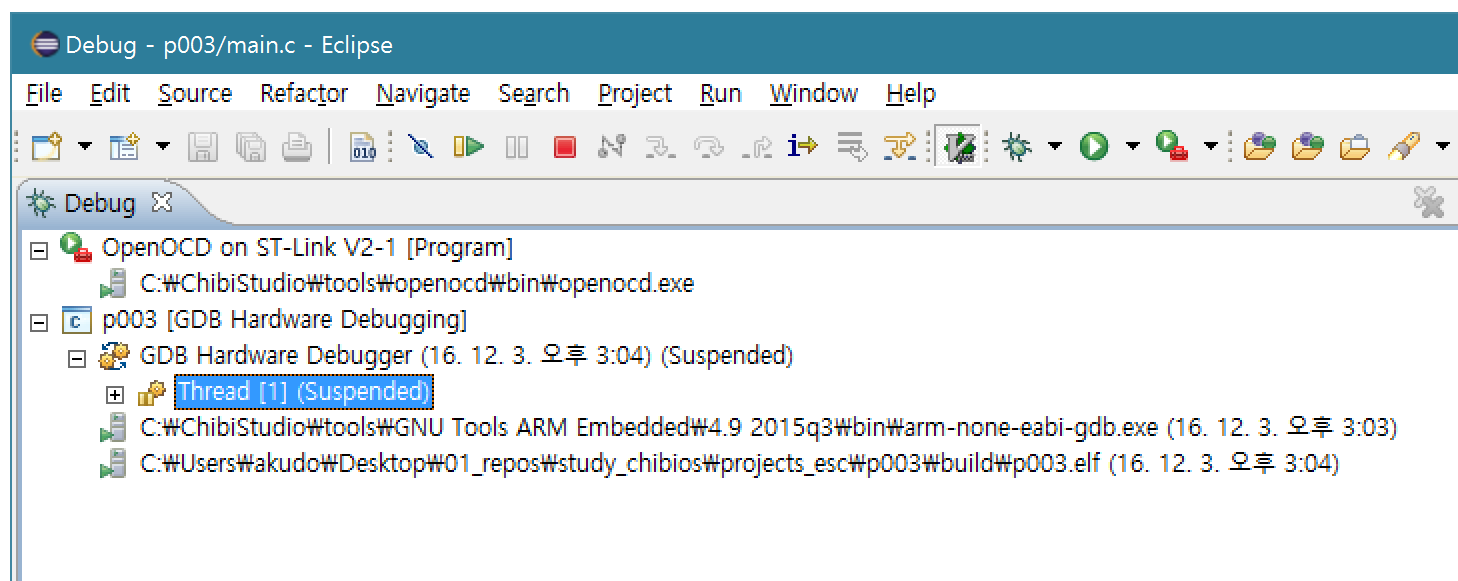 Debug - p003/main.c - Eclipse
File Edit Source Refactor Navigate Search Project Run Window Help
010
Debug
OpenOCD on ST-Link V2-1 [Program]
C:₩ChibiStudio₩tools₩openocd₩bin₩openocd.exe
c p003 [GDB Hardware Debugging]
GDB Hardware Debugger (16. 12. 3. 오후 3:04) (Suspended)
Thread [1] (Suspended)
C:₩ChibiStudio₩tools₩GNU Tools ARM Embedded₩4.9 2015q3₩bin₩arm-none-eabi-gdb.exe (16. 12. 3. 오후 3:03)
C:₩Users₩akudo₩Desktop₩01_repos₩study_chibios₩projects_esc₩p003₩build₩p003.elf (16. 12. 3. 오후 3:04)